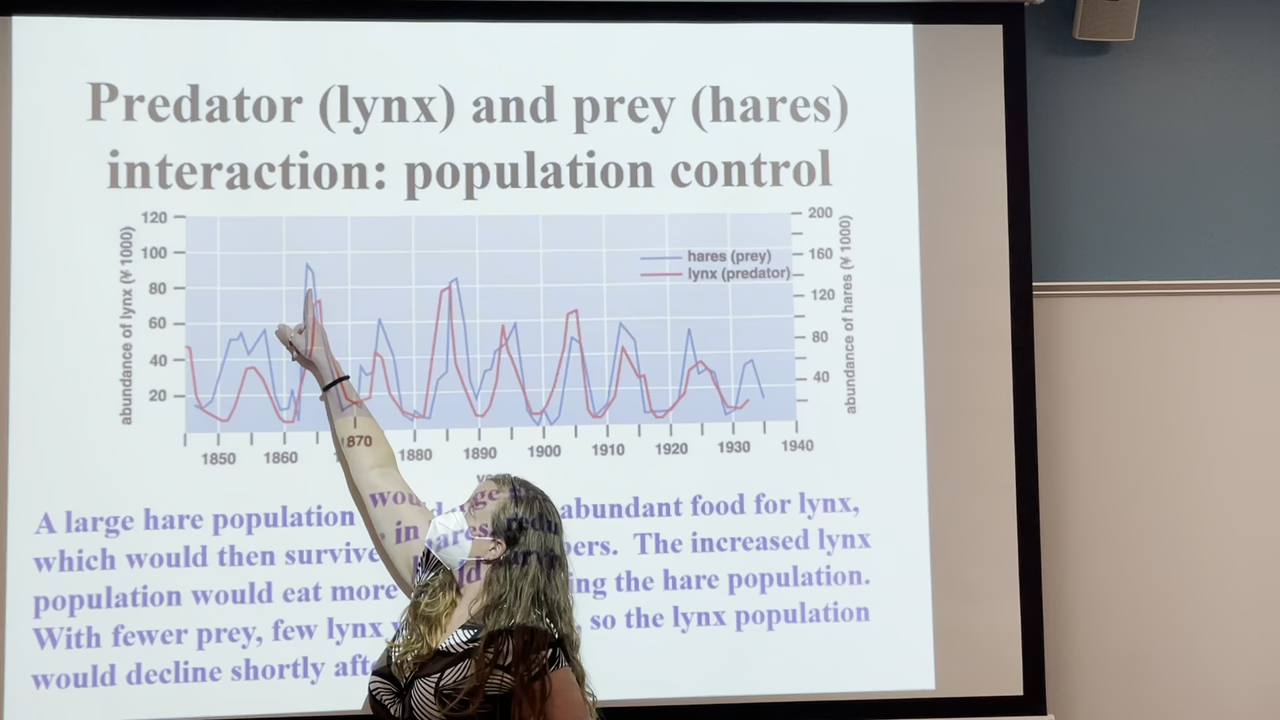 Predator (lynx) and prey (hares)
interaction: population control
120
100
80
60
40
20
abundance of lynx (¥ 1000)
hares (prey)
lynx (predator)
200
160
120
80
40
abundance of hares (¥ 1000)
1850 1860 870 1880 1890 1900 1910 1920 1930 1940
A large hare population would abundant food for lynx,
which would then survive in The increased lynx
population would eat more ing the hare population.
With fewer prey, few lynx so the lynx population
would decline shortly